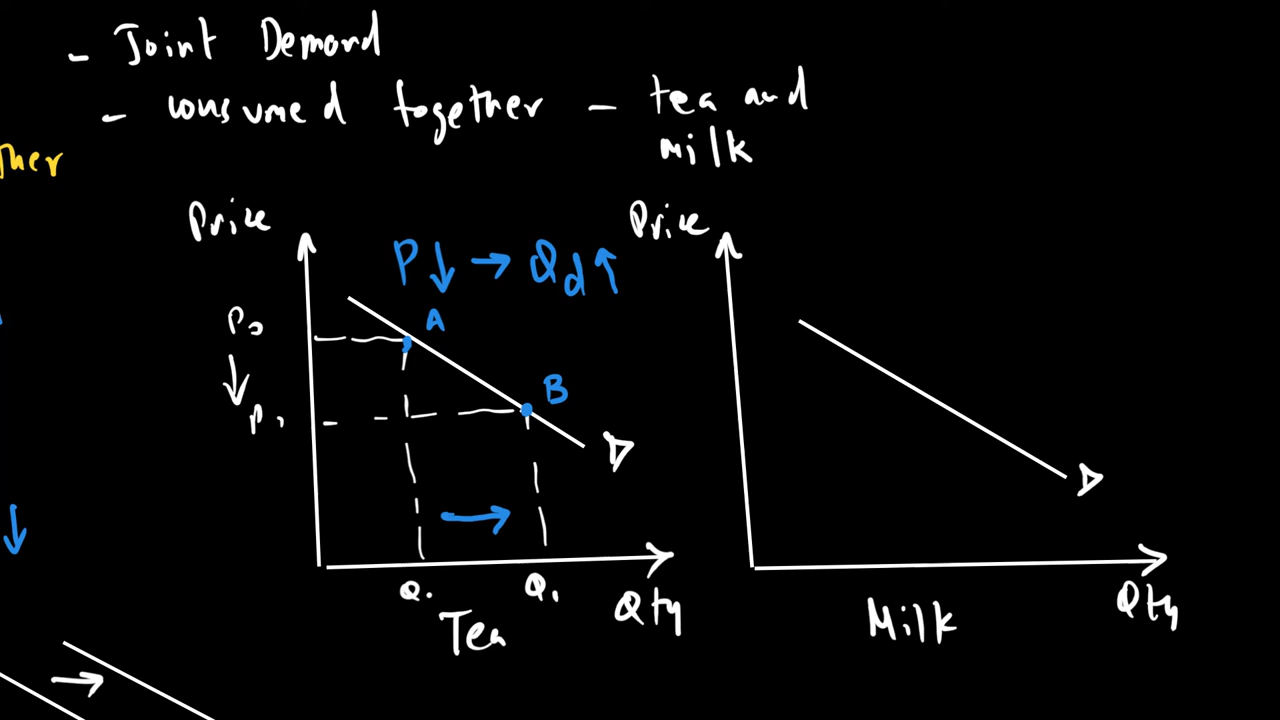 - Joint Demand
- consumed together - tea and
milk
ther
Price
Price
P↓ → Qd↑
A
P₀
B
P₁
D
D
Q₀
Q₁
Qty
Qty
Tea
Milk